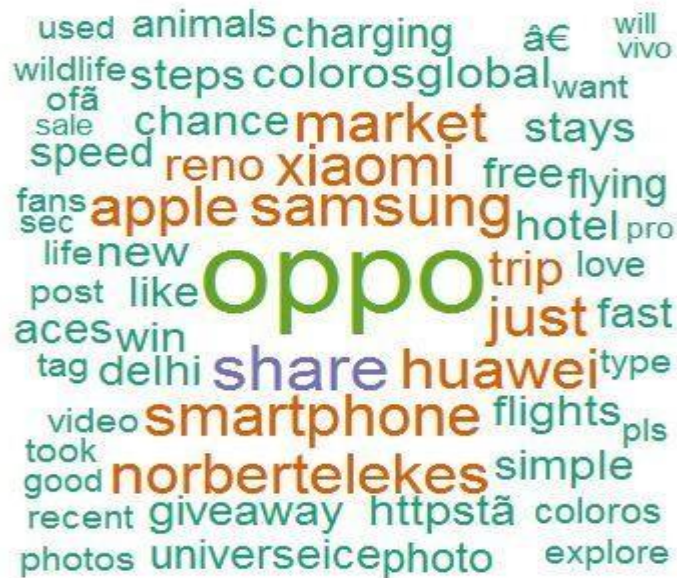 used animals charging â€ will
vivo
wildlife steps colorosglobal want
ofã
sale chance market stays
speed reno xiaomi free flying
fans apple samsung hotel pro
sec
life new oppo trip love
post like just fast
aces win
tag delhi share huawei type
video smartphone flights pls
took
good norbertelekes simple
recent giveaway httpstã coloros
photos universeice photo explore